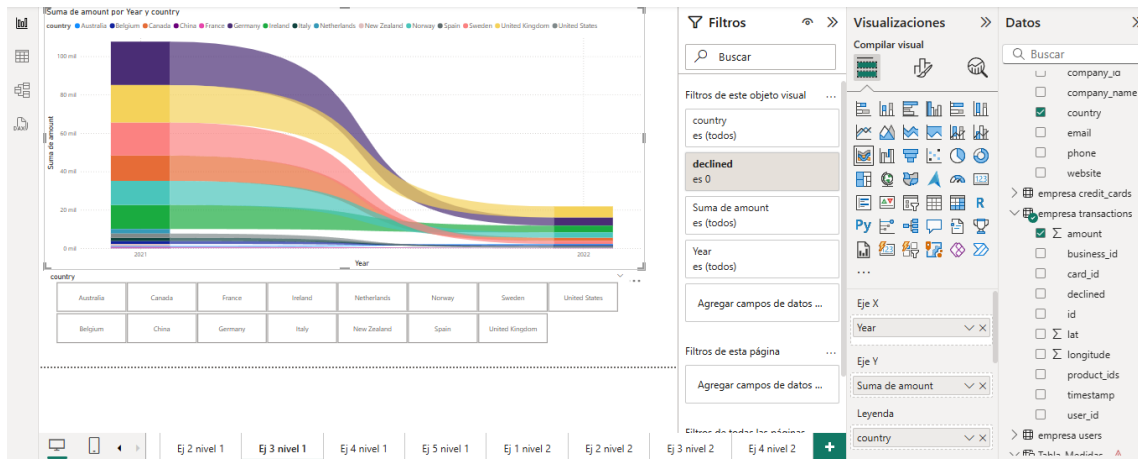 Suma de amount por Year y country
country Australia Belgium Canada China France Germany Ireland Italy Netherlands New Zealand Norway Spain Sweden United Kingdom United States
100 mil
80 mil
60 mil
40 mil
20 mil
0 mil
Suma de amount
2021
2022
Year
country
Australia Canada France Ireland Netherlands Norway Sweden United States
Belgium China Germany Italy New Zealand Spain United Kingdom
Ej 2 nivel 1
Ej 3 nivel 1
Ej 4 nivel 1
Ej 5 nivel 1
Ej 1 nivel 2
Ej 2 nivel 2
Ej 3 nivel 2
Ej 4 nivel 2
+
Filtros
Buscar
Filtros de este objeto visual ...
country
es (todos)
declined
es 0
Suma de amount
es (todos)
Year
es (todos)
Agregar campos de datos ...
Filtros de esta página ...
Agregar campos de datos ...
Filtros de todas las páginas
Visualizaciones
Compilar visual
123
R
Py
...
Eje X
Year
Eje Y
Suma de amount
Leyenda
country
Datos
Buscar
company_id
company_name
country
email
phone
website
empresa credit_cards
empresa transactions
Σ amount
business_id
card_id
declined
id
Σ lat
Σ longitude
product_ids
timestamp
user_id
empresa users
Tabla_Medidas